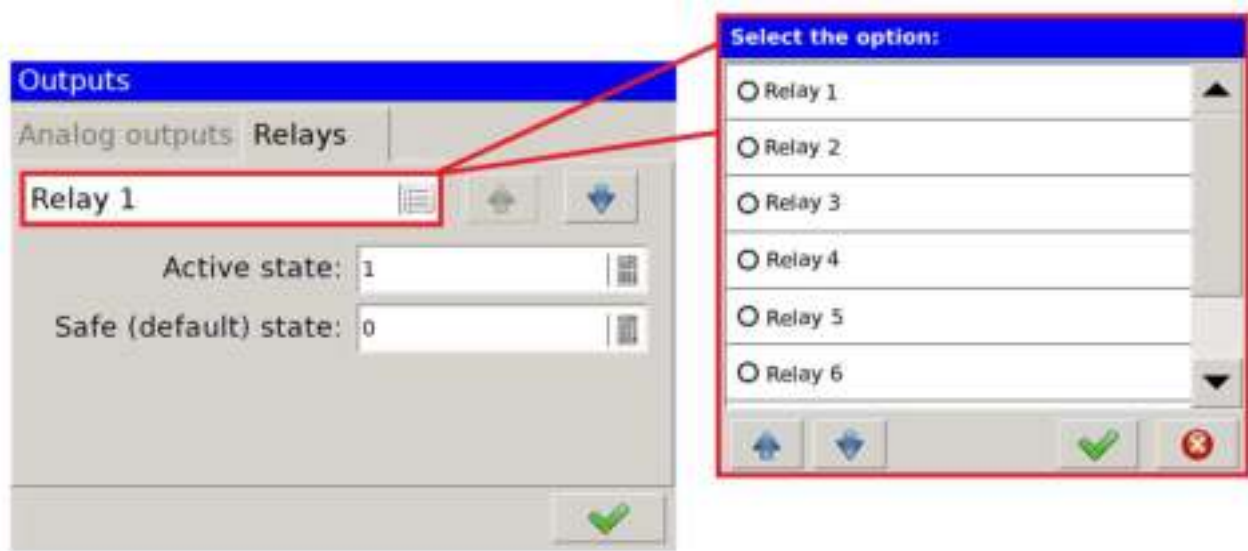 Outputs
Analog outputs Relays
Relay 1
Active state: 1
Safe (default) state: 0
Select the option:
Relay 1
Relay 2
Relay 3
Relay 4
Relay 5
Relay 6